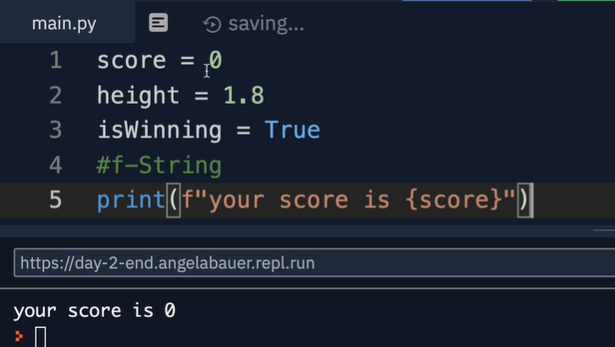 main.py saving...
1 score = 0
2 height = 1.8
3 isWinning = True
4 #f-String
5 print(f"your score is {score}")
https://day-2-end.angelabauer.repl.run
your score is 0
>